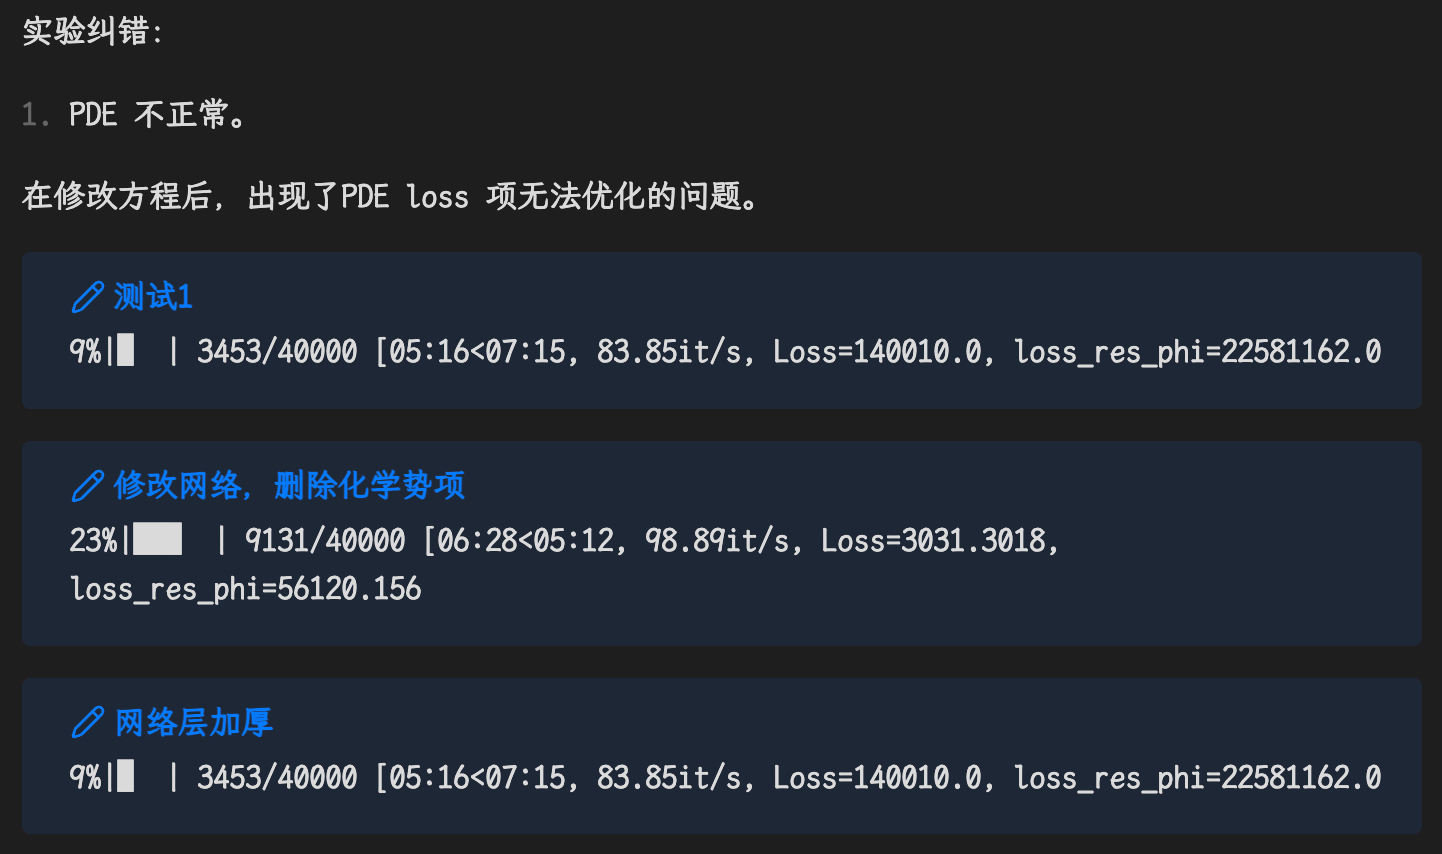 实验纠错：
1. PDE 不正常。
在修改方程后，出现了PDE loss 项无法优化的问题。
测试1
9%|█  | 3453/40000 [05:16<07:15, 83.85it/s, Loss=140010.0, loss_res_phi=22581162.0
修改网络，删除化学势项
23%|███  | 9131/40000 [06:28<05:12, 98.89it/s, Loss=3031.3018,
loss_res_phi=56120.156
网络层加厚
9%|█  | 3453/40000 [05:16<07:15, 83.85it/s, Loss=140010.0, loss_res_phi=22581162.0